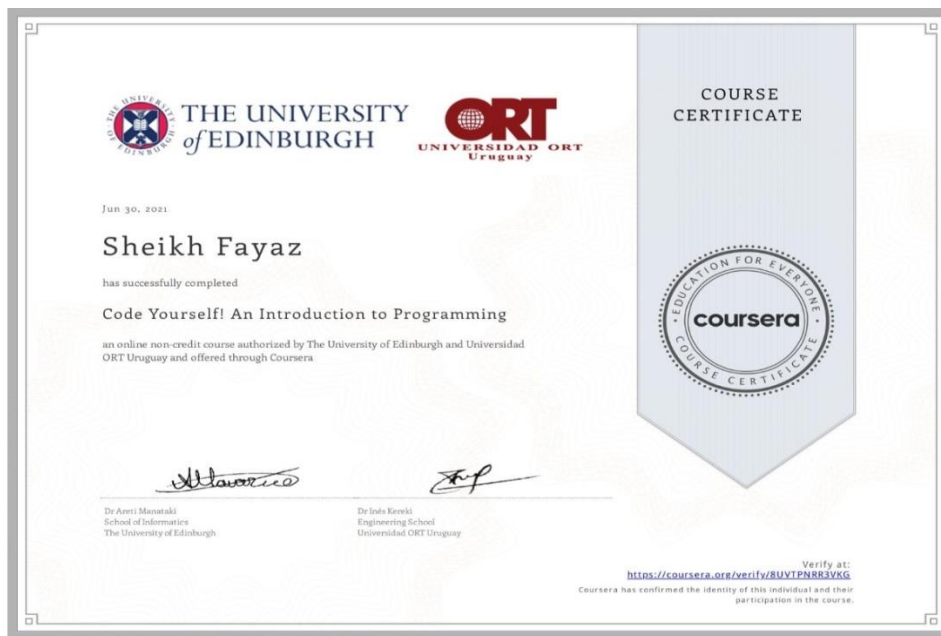 THE UNIVERSITY
of EDINBURGH
THE UNIVERSITY OF EDINBURGH
ORT
UNIVERSIDAD ORT
Uruguay
COURSE
CERTIFICATE
Jun 30, 2021
Sheikh Fayaz
has successfully completed
Code Yourself! An Introduction to Programming
an online non-credit course authorized by The University of Edinburgh and Universidad
ORT Uruguay and offered through Coursera
EDUCATION FOR EVERYONE
coursera
COURSE CERTIFICATE
Dr Areti Manataki
School of Informatics
The University of Edinburgh
Dr Inés Kereki
Engineering School
Universidad ORT Uruguay
Verify at:
https://coursera.org/verify/8UVTPNRR3VKG
Coursera has confirmed the identity of this individual and their
participation in the course.